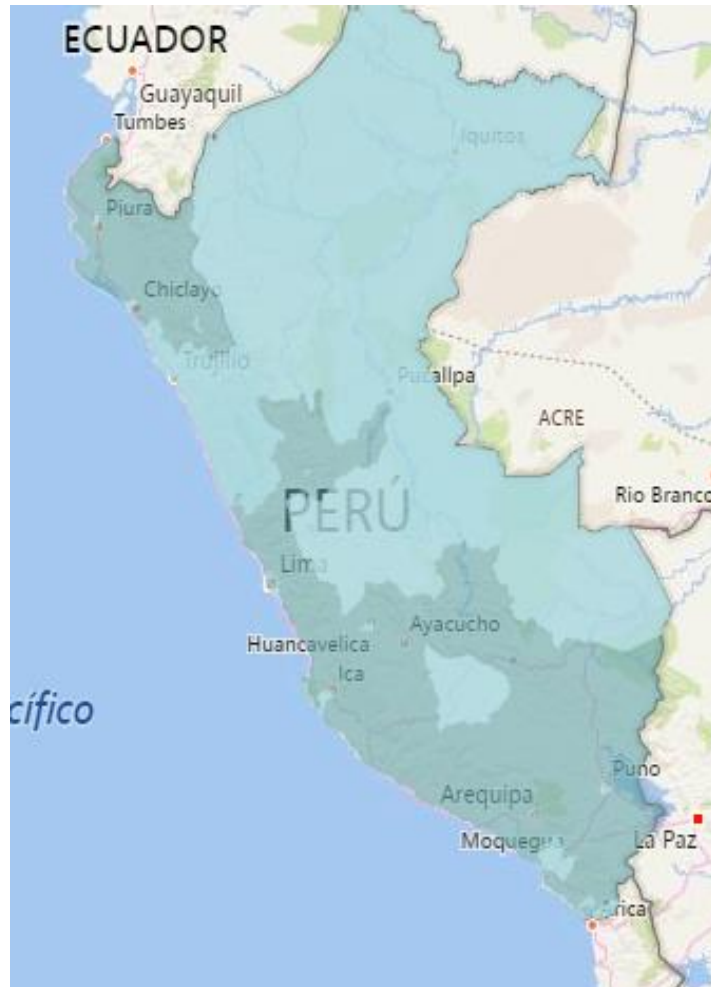 ECUADOR
Guayaquil
Tumbes
Iquitos
Piura
Chiclayo
Trujillo
Pucallpa
ACRE
PERÚ
Rio Branco
Lima
Ayacucho
Huancavelica
Ica
cífico
Puno
Arequipa
Moquegua
La Paz
Arica